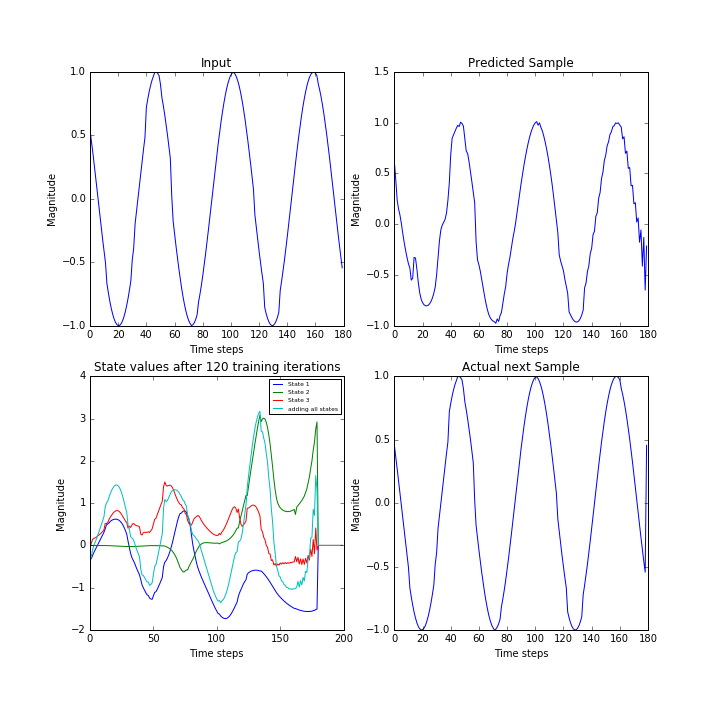 Input
1.0
0.5
0.0
−0.5
−1.0
Magnitude
0 20 40 60 80 100 120 140 160 180
Time steps
Predicted Sample
1.5
1.0
0.5
0.0
−0.5
−1.0
Magnitude
0 20 40 60 80 100 120 140 160 180
Time steps
State values after 120 training iterations
4
3
2
1
0
−1
−2
Magnitude
State 1
State 2
State 3
adding all states
0 50 100 150 200
Time steps
Actual next Sample
1.0
0.5
0.0
−0.5
−1.0
Magnitude
0 20 40 60 80 100 120 140 160 180
Time steps